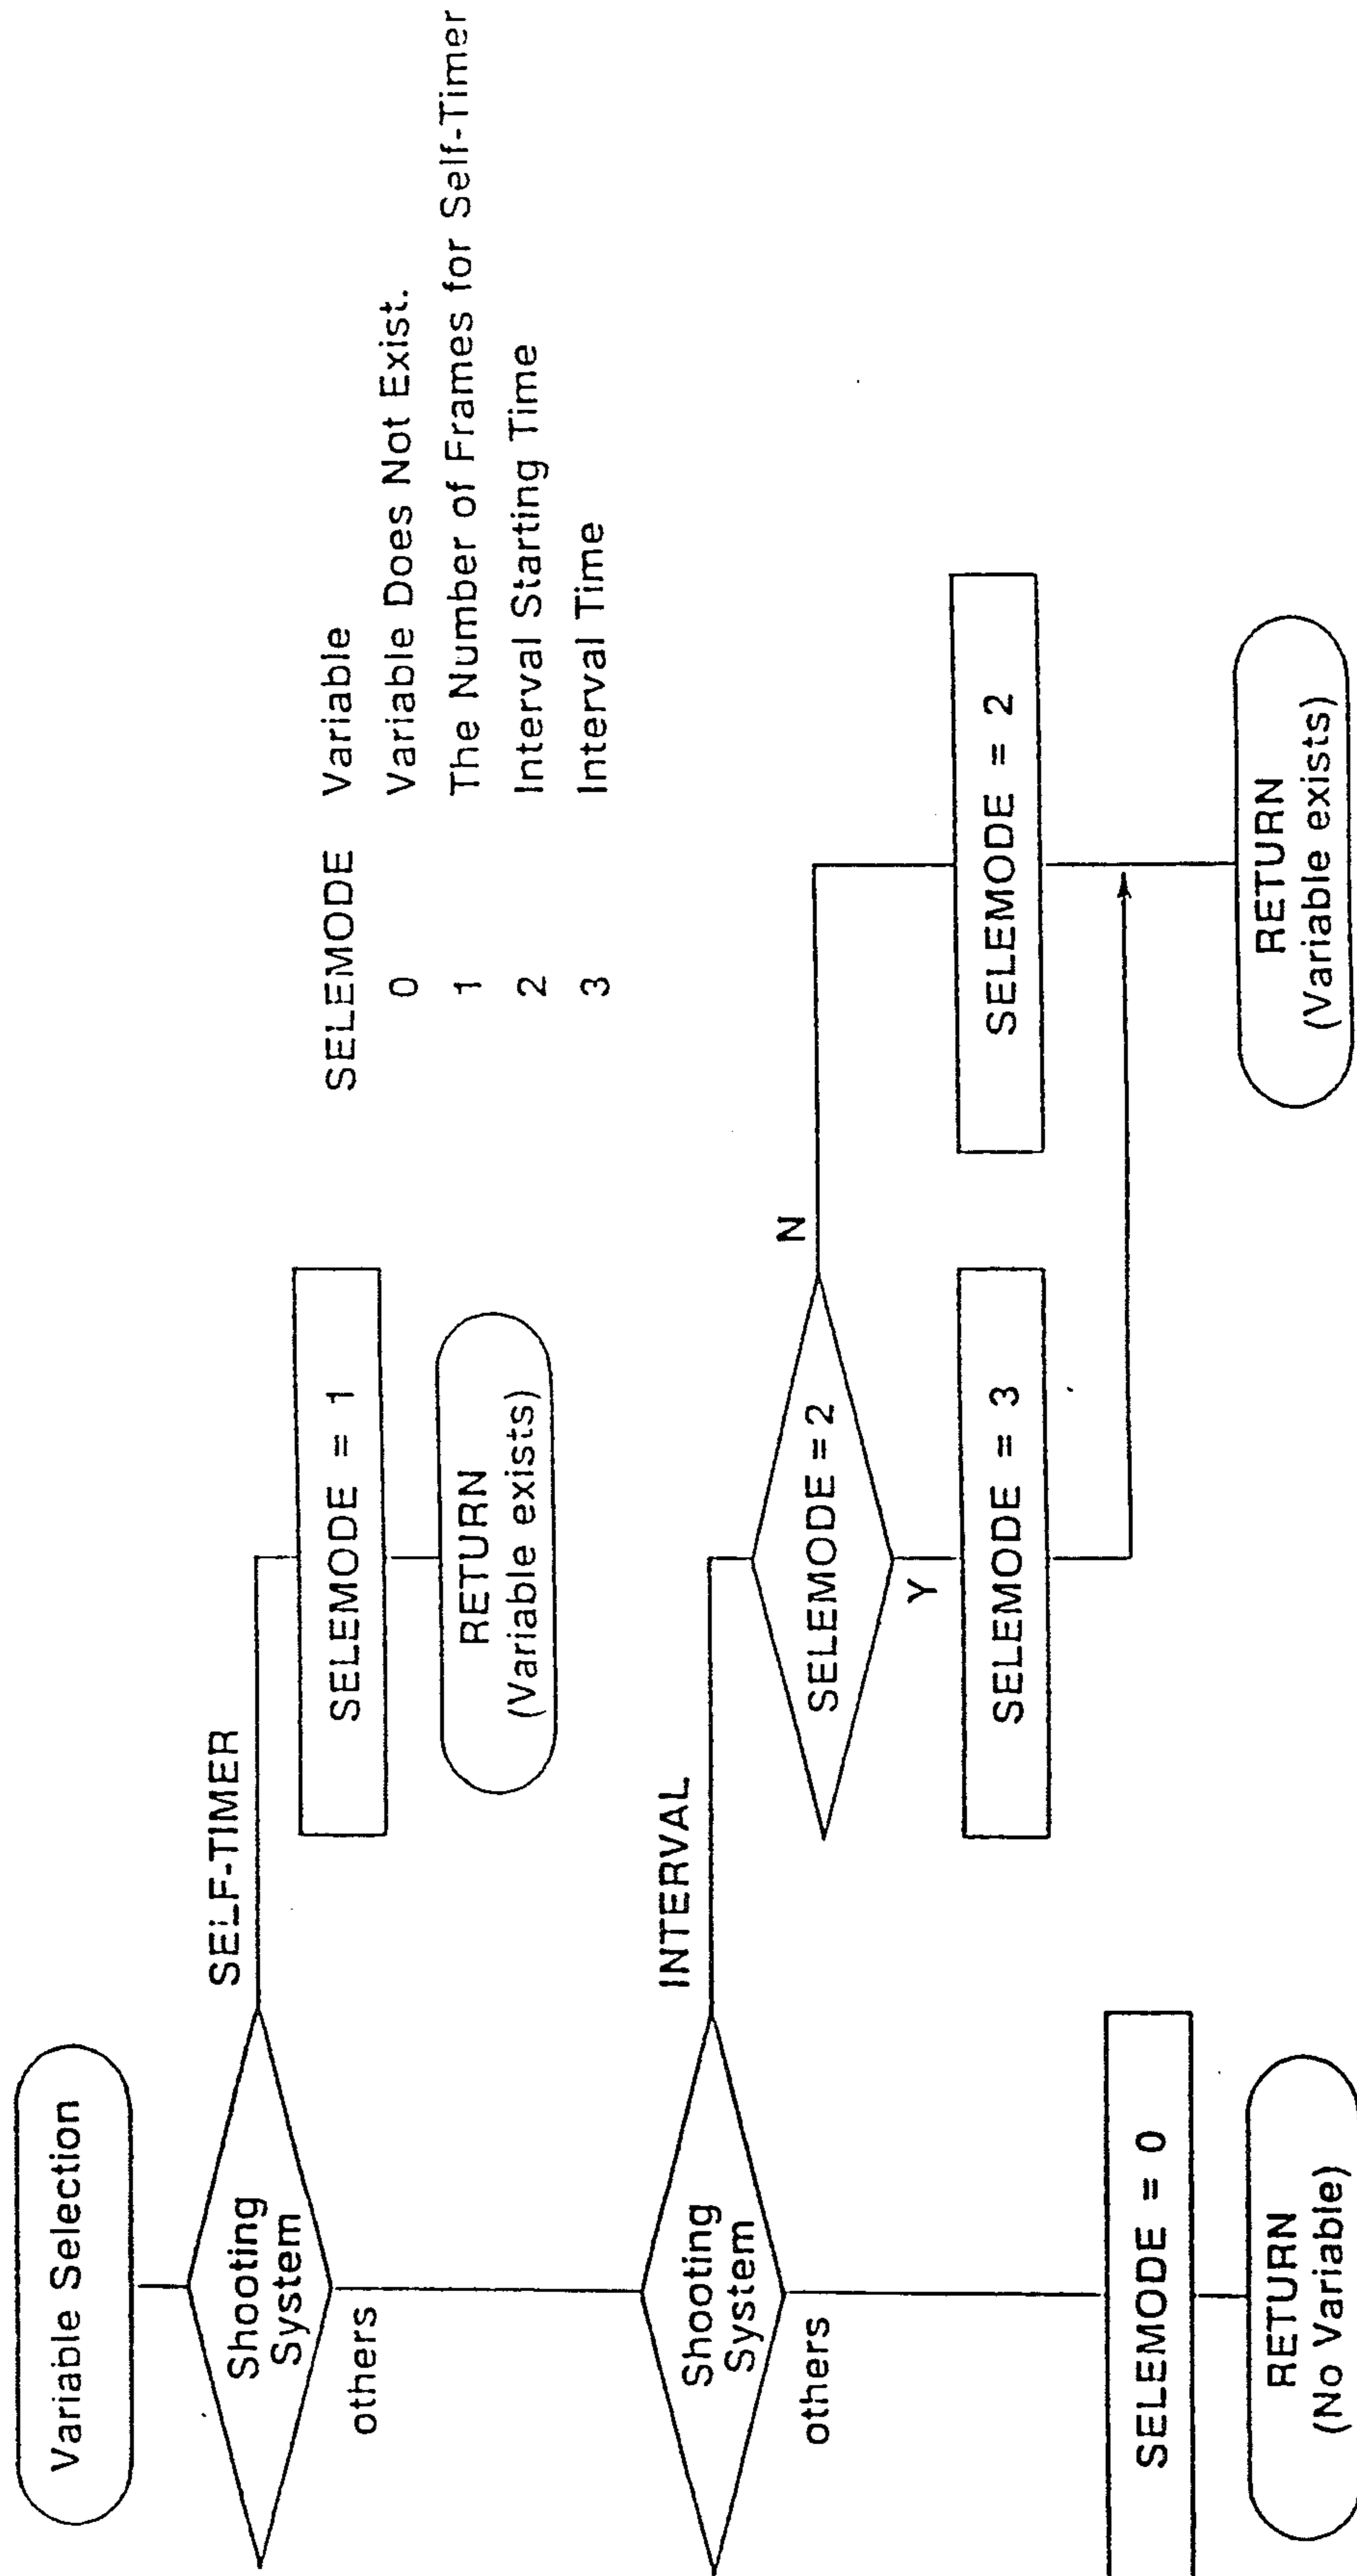 Variable Selection
Shooting
System
SELF-TIMER
others
SELEMODE = 1
RETURN
(Variable exists)
SELEMODE Variable
0 Variable Does Not Exist.
1 The Number of Frames for Self-Timer
2 Interval Starting Time
3 Interval Time
Shooting
System
INTERVAL
others
SELEMODE = 2
N
Y
SELEMODE = 3
SELEMODE = 2
RETURN
(Variable exists)
SELEMODE = 0
RETURN
(No Variable)